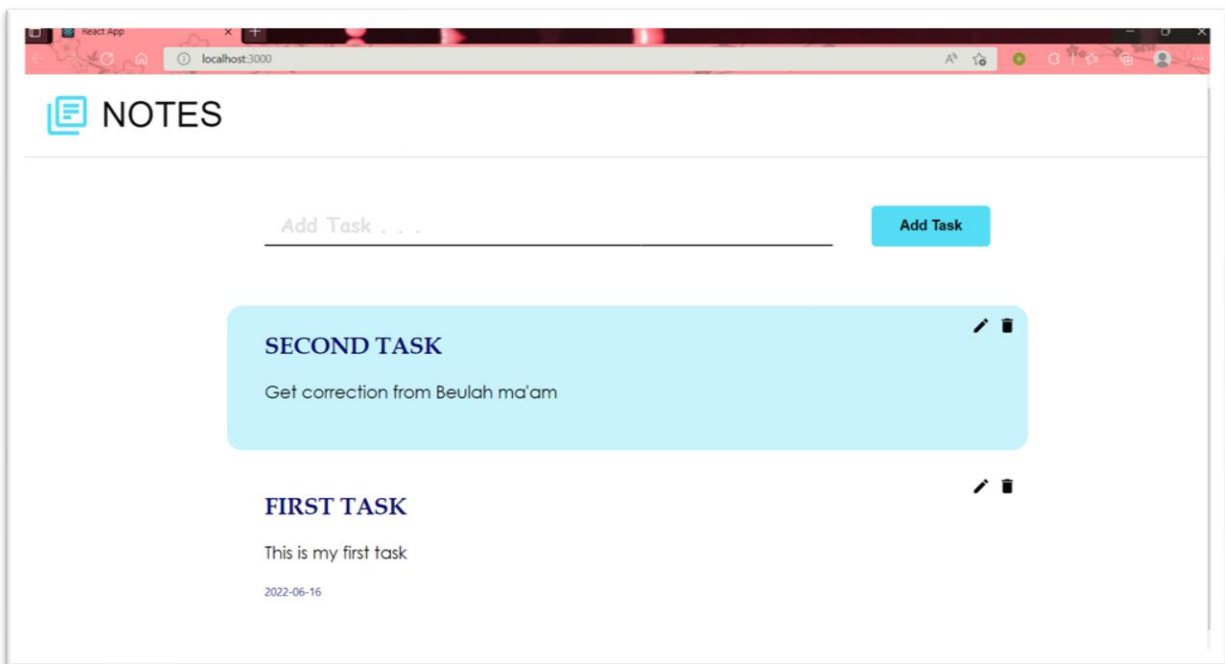 React App
localhost:3000
NOTES
Add Task . . .
Add Task
SECOND TASK
Get correction from Beulah ma'am
FIRST TASK
This is my first task
2022-06-16